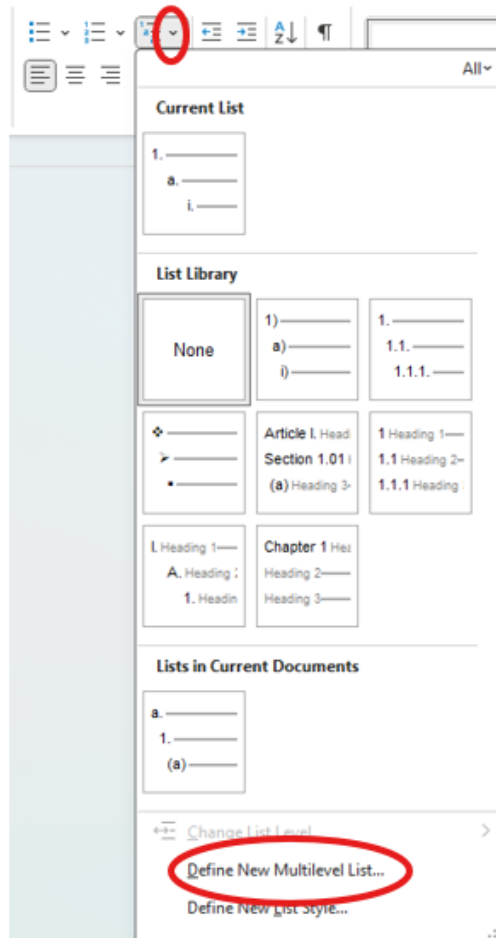 All
Current List
1.
a.
i.
List Library
None
1)
a)
i)
1.
1.1.
1.1.1.
Article I. Head
Section 1.01
(a) Heading 3
1 Heading 1
1.1 Heading 2
1.1.1 Heading
I. Heading 1
A. Heading
1. Headin
Chapter 1 Hea
Heading 2
Heading 3
Lists in Current Documents
a.
1.
(a)
Change List Level...
Define New Multilevel List...
Define New List Style...